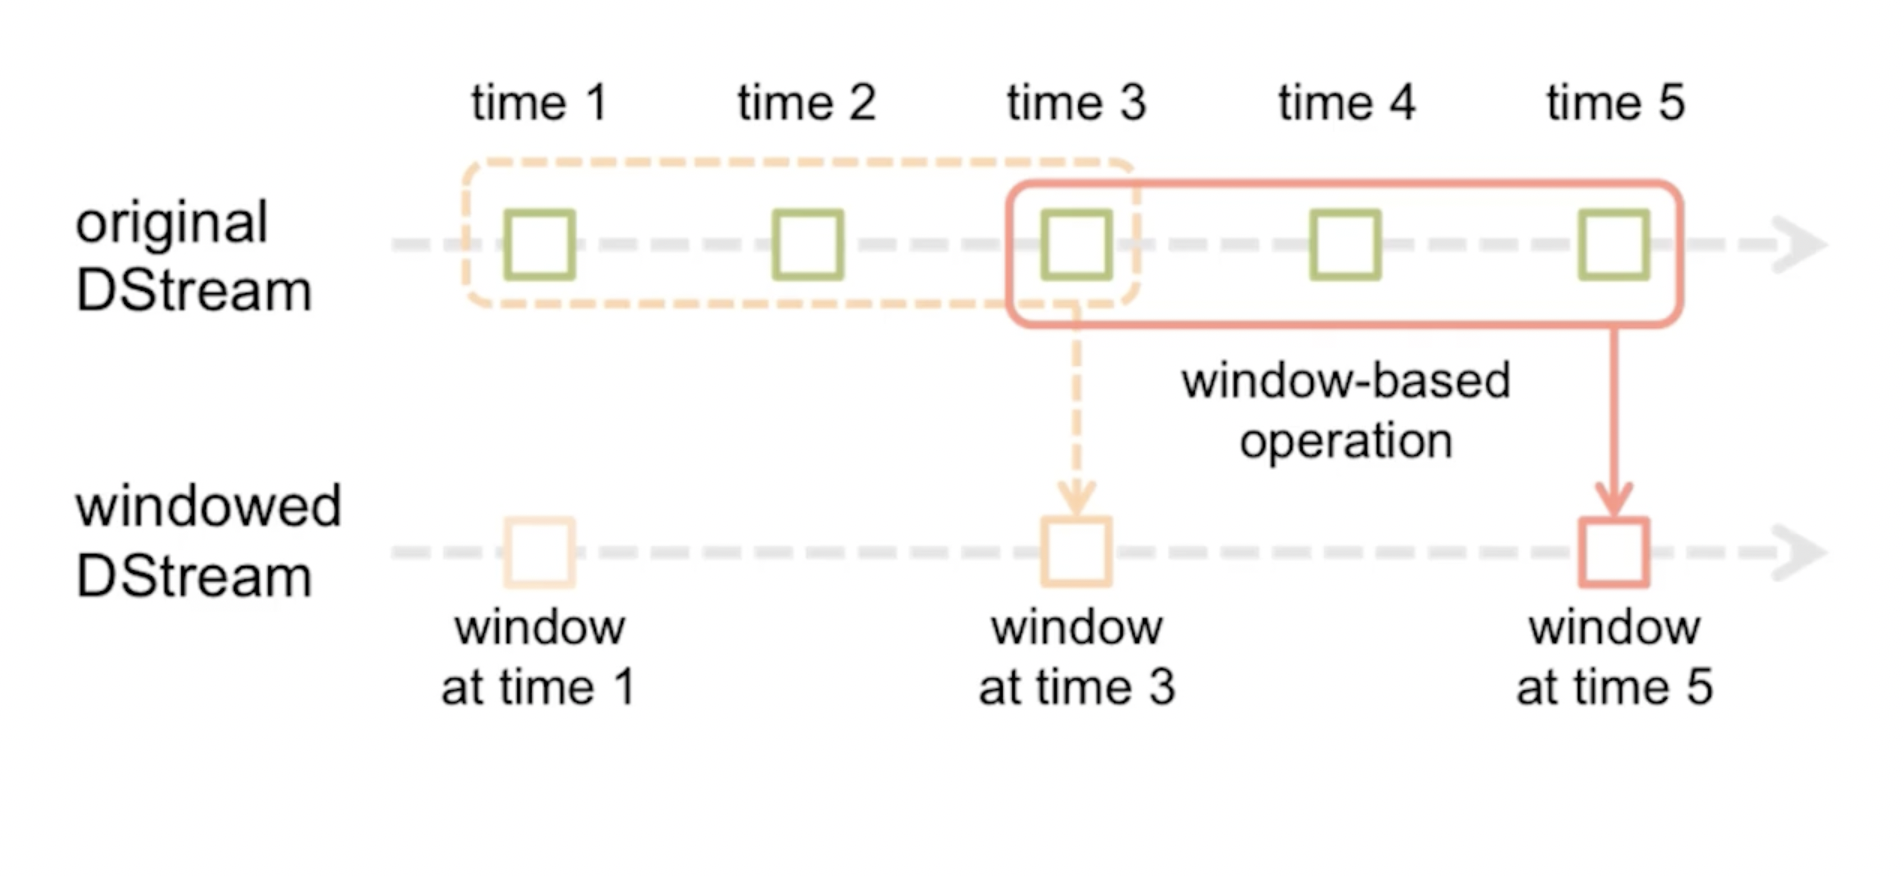 time 1
time 2
time 3
time 4
time 5
original
DStream
window-based
operation
windowed
DStream
window
at time 1
window
at time 3
window
at time 5